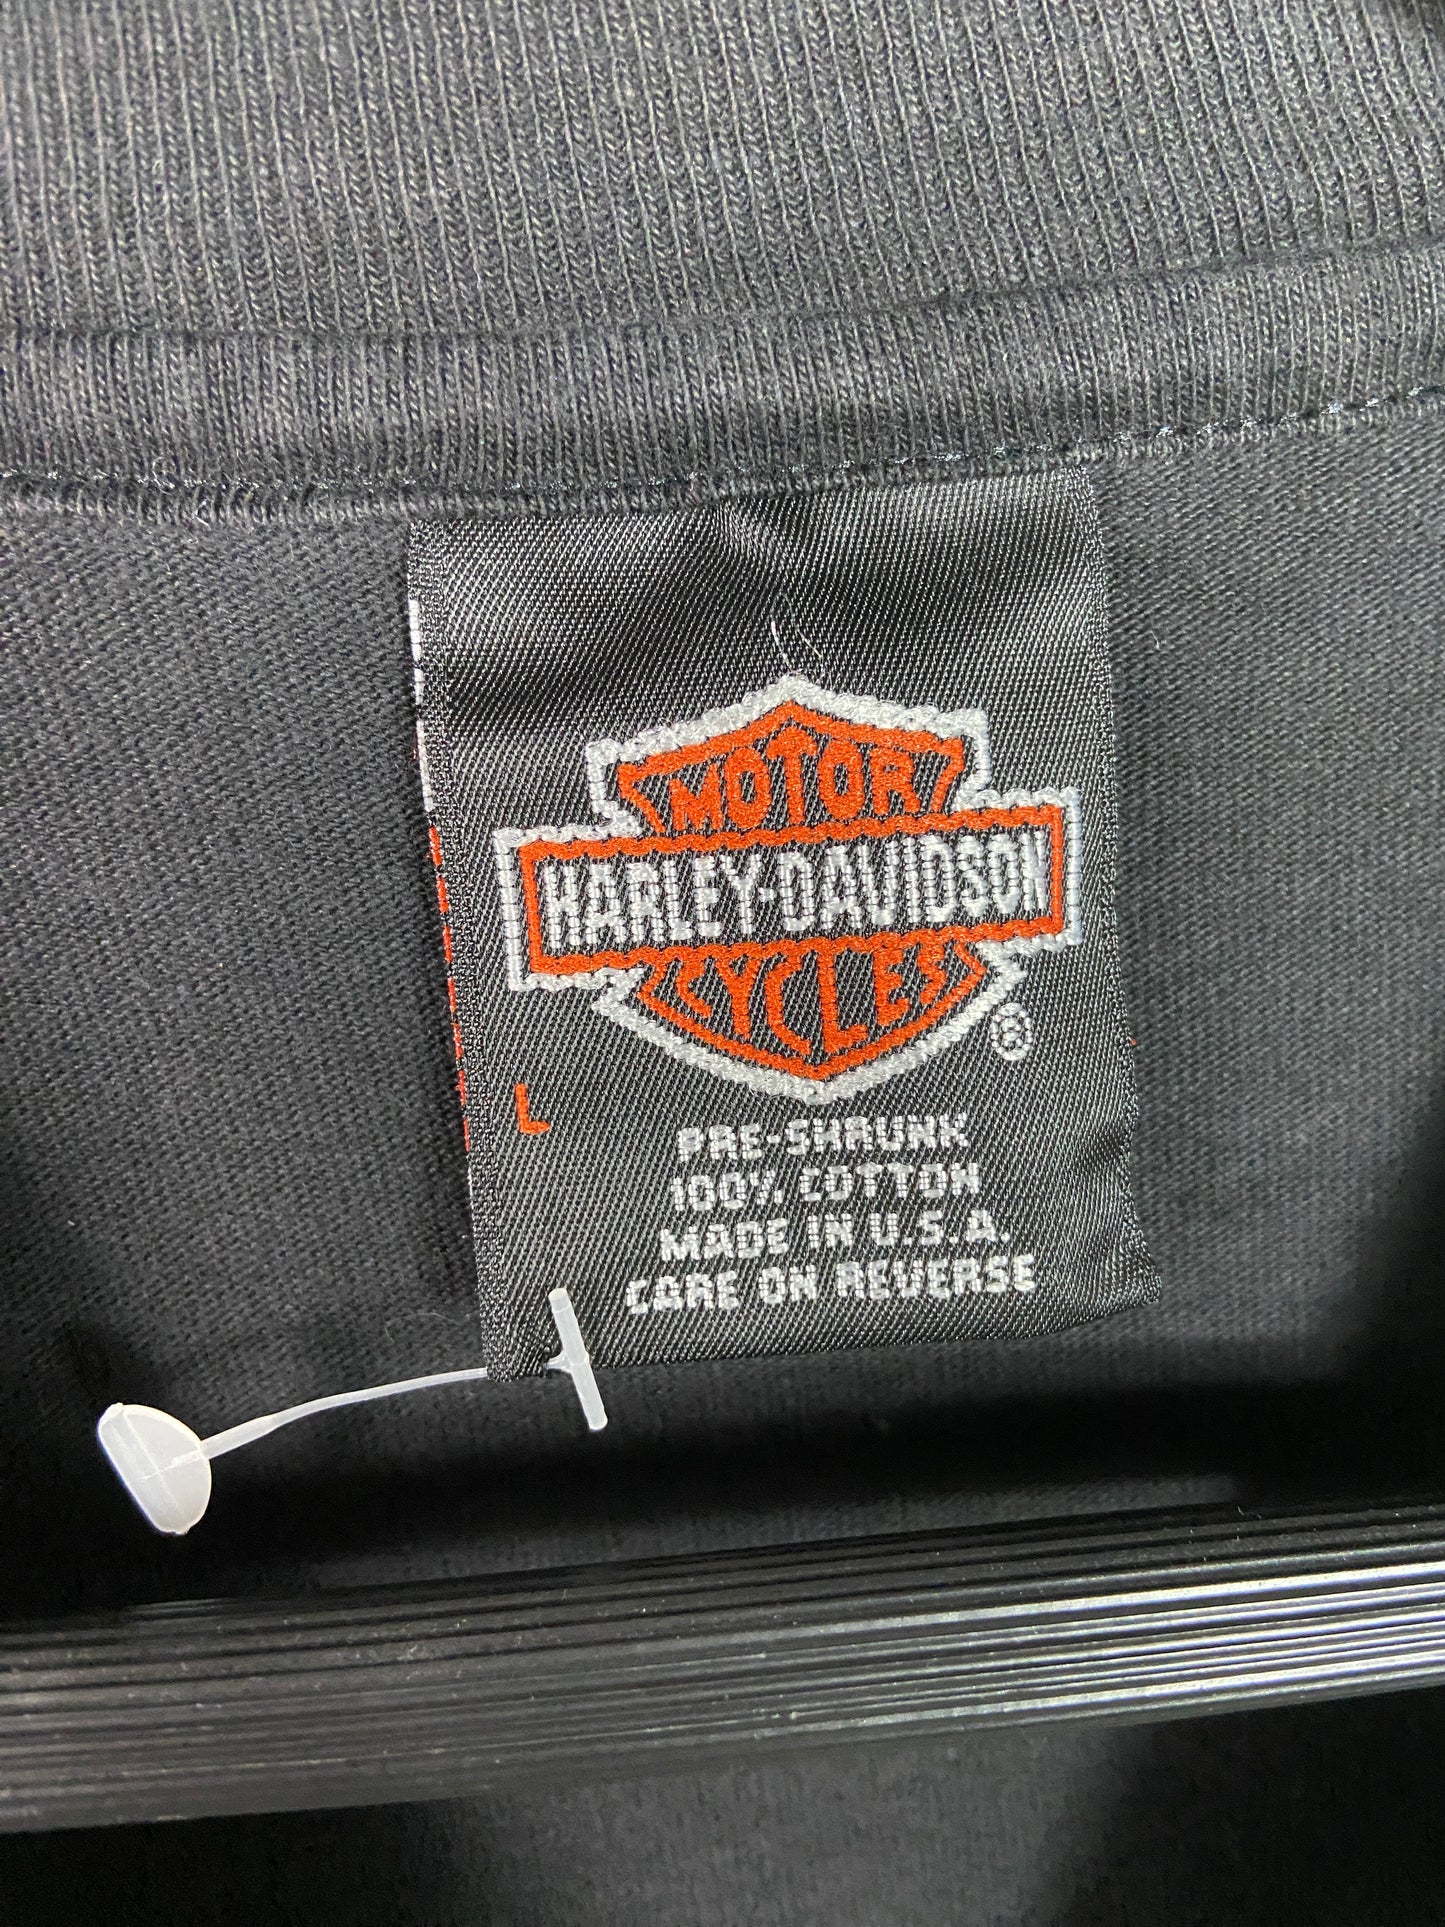 MOTOR
HARLEY-DAVIDSON
CYCLES
®
L
PRE-SHRUNK
100% COTTON
MADE IN U.S.A.
CARE ON REVERSE